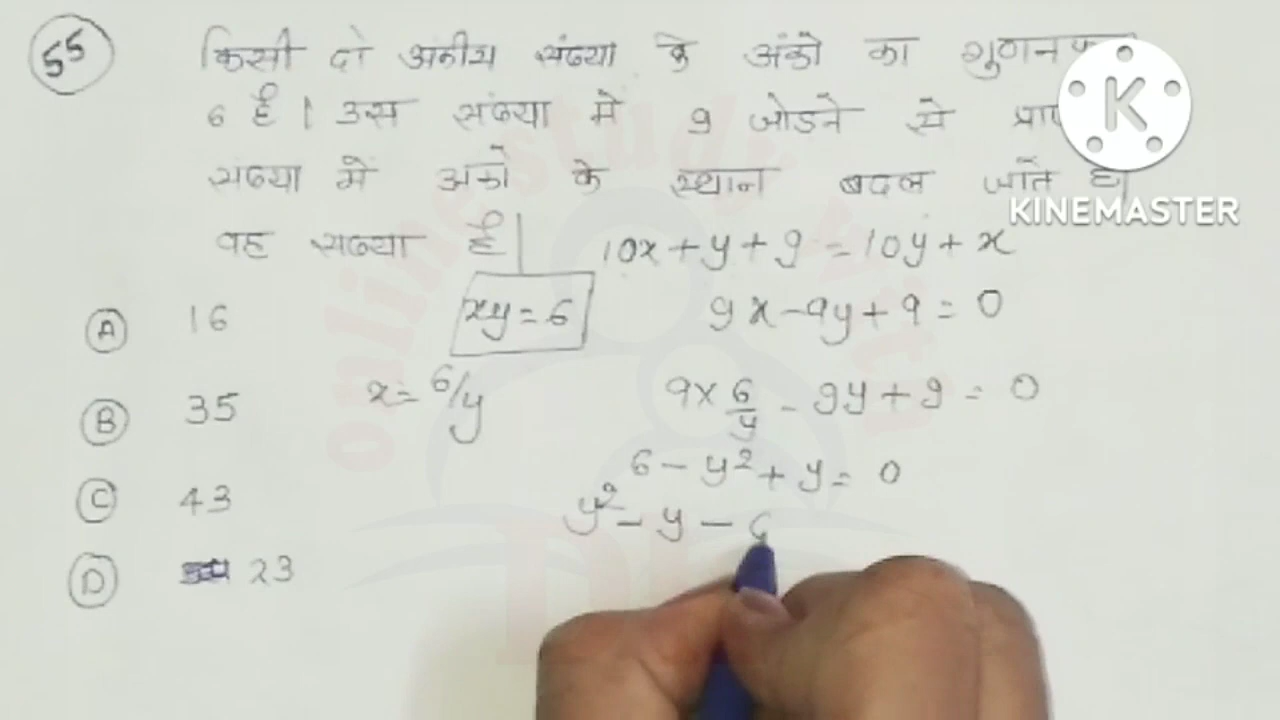 55 किसी दो अंकीय संख्या के अंको का
6 है। उस संख्या में 9 जोडने से
संख्या में अंको के स्थान बदल जाते है।
वह संख्या है|
10x + y + 9 = 10y + x
xy = 6
9x - 9y + 9 = 0
x = 6/y
9 x 6/y - 9y + 9 = 0
6 - y² + y = 0
y² - y - 6
A 16
B 35
C 43
D 23
K
KINEMASTER